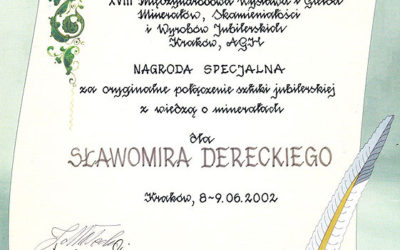 XVIII Międzynarodowa Wystawa i Giełda
Minerałów, Skamieniałości
i Wyrobów Jubilerskich
Kraków, AGH
NAGRODA SPECJALNA
za oryginalne połączenie sztuki jubilerskiej
z wiedzą o minerałach
dla
SŁAWOMIRA DERECKIEGO
Kraków, 8-9.06.2002